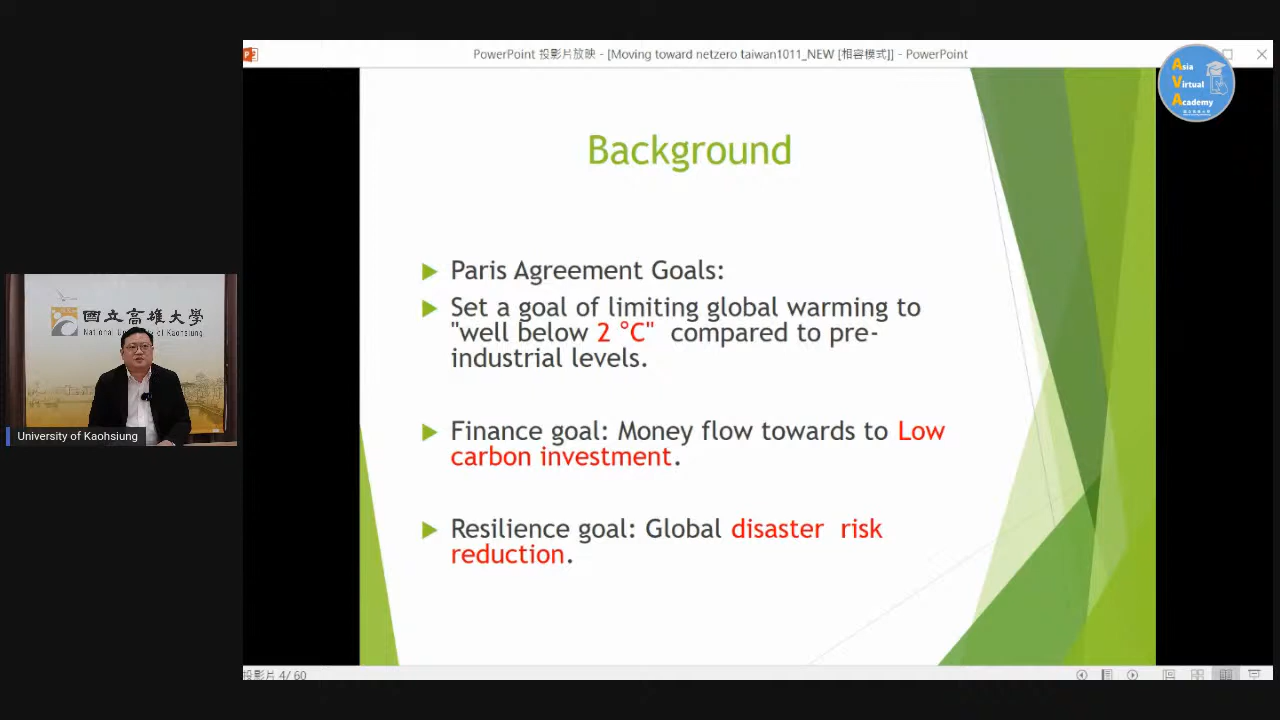 PowerPoint 投影片放映 - [Moving toward netzero taiwan1011_NEW [相容模式]] - PowerPoint
Asia
Virtual
Academy
Background
Paris Agreement Goals:
Set a goal of limiting global warming to
"well below 2 °C" compared to pre-
industrial levels.
Finance goal: Money flow towards to Low
carbon investment.
Resilience goal: Global disaster risk
reduction.
國立高雄大學
National University of Kaohsiung
University of Kaohsiung
投影片 4/60